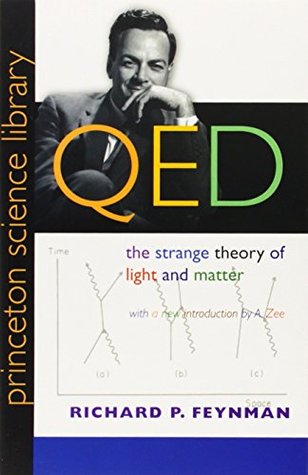 princeton science library
QED
the strange theory of
light and matter
with a new introduction by A. Zee
Time
(a)
(b)
(c)
Space
RICHARD P. FEYNMAN